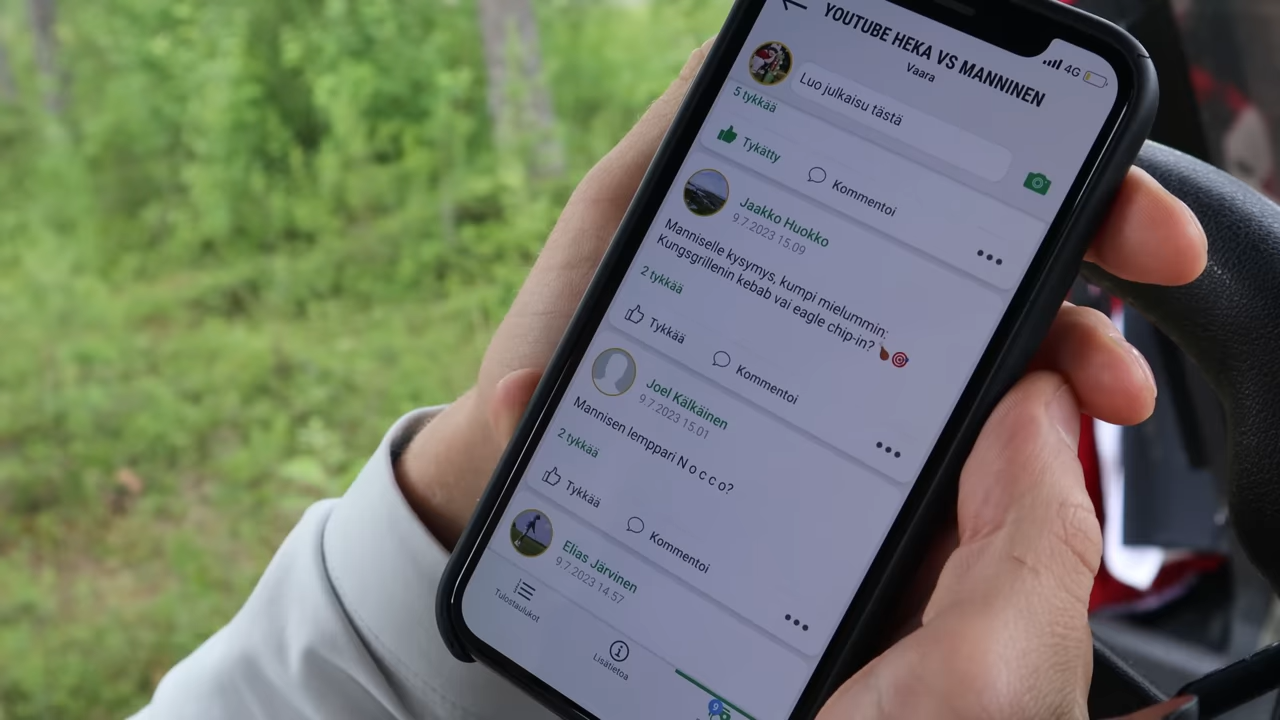 YOUTUBE HEKA VS MANNINEN
4G
Vaara
Luo julkaisu tästä
5 tykkää
Tykätty
Kommentoi
Jaakko Huokko
9.7.2023 15.09
Manniselle kysymys, kumpi mielummin:
Kungsgrillenin kebab vai eagle chip-in?
2 tykkää
Tykkää
Kommentoi
Joel Kälkäinen
9.7.2023 15.01
Mannisen lemppari N o c c o?
2 tykkää
Tykkää
Kommentoi
Elias Järvinen
9.7.2023 14.57
Tulostaulukot
Lisätietoa
9